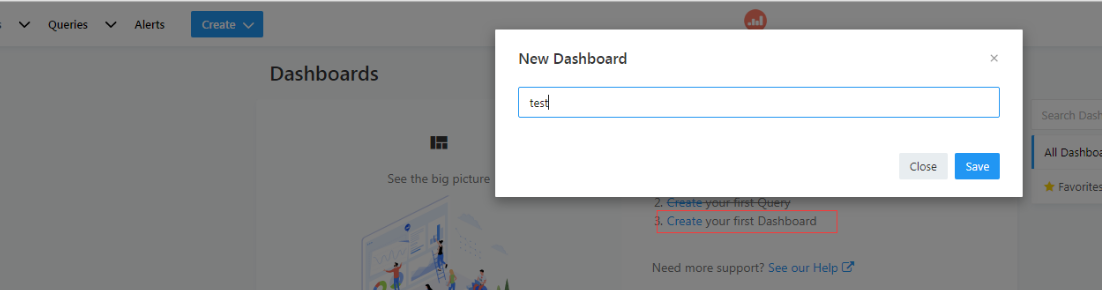 Queries
Alerts
Create
New Dashboard
×
Dashboards
test
Search Dash
Close
Save
All Dashboa
See the big picture
Favorites
2. Create your first Query
3. Create your first Dashboard
Need more support? See our Help